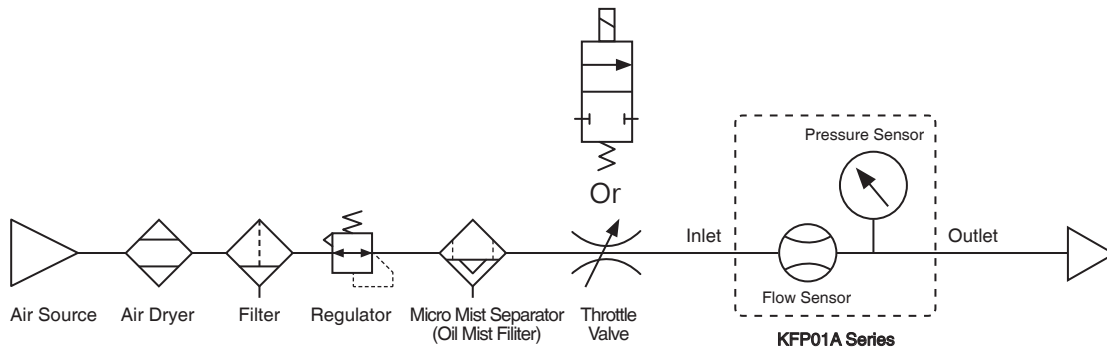 Pressure Sensor
Or
Inlet
Outlet
Flow Sensor
Air Source
Air Dryer
Filter
Regulator
Micro Mist Separator
(Oil Mist Filiter)
Throttle
Valve
KFP01A Series